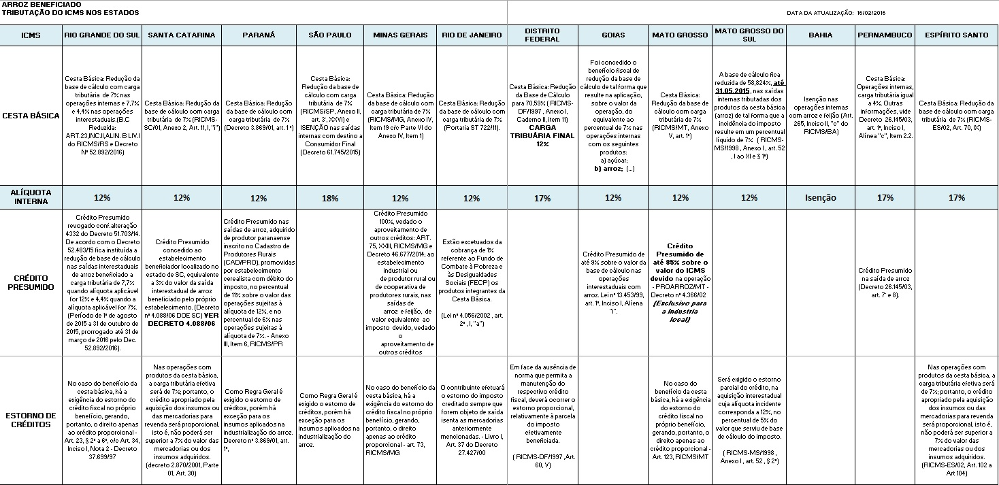 ARROZ BENEFICIADO
TRIBUTAÇÃO DO ICMS NOS ESTADOS
DATA DA ATUALIZAÇÃO: 16/02/2016
ICMS
RIO GRANDE DO SUL
SANTA CATARINA
PARANÁ
SÃO PAULO
MINAS GERAIS
RIO DE JANEIRO
DISTRITO
FEDERAL
GOIAS
MATO GROSSO
MATO GROSSO DO
SUL
BAHIA
PERNAMBUCO
ESPÍRITO SANTO
CESTA BÁSICA
Cesta Básica: Redução da
base de cálculo com carga
tributária de 7% nas
operações internas e 7,7%
e 4,4% nas operações
interestaduais.(B.C
Reduzida:
ART.23,INC.II,ALIN. B LIV.I
do RICMS/RS e Decreto
Nº 52.892/2016)
Cesta Básica: Redução da
base de cálculo com carga
tributária de 7% (RICMS-
SC/01, Anexo 2, Art. 11, I, "i")
Cesta Básica: Redução
da base de cálculo com
carga tributária de 7%
(Decreto 3.869/01, art. 1º)
Cesta Básica:
Redução da base de
cálculo com carga
tributária de 7%
(RICMS/SP, Anexo II,
art. 3', XXVI) e
ISENÇÃO nas saídas
internas com destino a
Consumidor Final
(Decreto 61.745/2015)
Cesta Básica: Redução
da base de cálculo com
carga tributária de 7%
(RICMS/MG, Anexo IV,
Item 19 c/c Parte VI do
Anexo IV, Item 1)
Cesta Básica: Redução da
base de cálculo com carga
tributária de 7%
(Portaria ST 722/11).
Cesta Básica: Redução
da Base de Cálculo
para 70,59% ( RICMS-
DF/1997 , Anexo I,
Caderno II, item 11)
CARGA
TRIBUÁRIA FINAL
12%
Foi concedido o
benefício fiscal de
redução da base de
cálculo de tal forma que
resulte na aplicação,
sobre o valor da
operação, do
equivalente ao
percentual de 7% nas
operações internas
com os seguintes
produtos:
a) açúcar;
b) arroz; (...)
Cesta Básica:
Redução da base de
cálculo com carga
tributária de 7%
(RICMS/MT, Anexo
V, art. 1º)
A base de cálculo fica
reduzida de 58,824%, até
31.05.2015, nas saídas
internas tributadas dos
produtos da cesta básica
(arroz) de tal forma que a
incidência do imposto
resulte em um percentual
líquido de 7% ( RICMS-
MS/1998 , Anexo I , art. 52
, I ao XI e § 1º)
Isenção nas
operações internas
com arroz e feijão (Art.
265, Inciso II, "c" do
RICMS/BA)
Cesta Básica:
Operações internas,
carga tributária igual
a 4%. Outras
informações, vide
Decreto 26.145/03,
art. 1º, Inciso I,
Alínea "c", Item 2.2.
Cesta Básica: Redução da
base de cálculo com carga
tributária de 7% (RICMS-
ES/02, Art. 70, IX)
ALÍQUOTA
INTERNA
12%
12%
12%
18%
12%
12%
17%
12%
12%
12%
Isenção
17%
17%
CRÉDITO
PRESUMIDO
Crédito Presumido
revogado conf.alteração
4332 do Decreto 51.703/14.
De acordo com o Decreto
52.483/15 fica instituída a
redução de base de cálculo
nas saídas interestaduais
de arroz beneficiado a
carga tributária de 7,7%
quando alíquota aplicável
for 12% e 4,4% quando a
alíquota aplicável for 7%.
(Período de 1º de agosto
de 2015 a 31 de outubro de
2015, prorrogado até 31 de
março de 2016 pelo Dec.
52.892/2016).
Crédito Presumido
concedido ao
estabelecimento
beneficiador localizado no
estado de SC, equivalente
a 3% do valor da saída
interestadual de arroz
beneficiado pelo próprio
estabelecimento. (Decreto
nº 4.088/06 DOE SC) VER
DECRETO 4.088/06
Crédito Presumido nas
saídas de arroz, adquirido
de produtor paranaense
inscrito no Cadastro de
Produtores Rurais
(CAD/PRO), promovidas
por estabelecimento
cerealista com débito do
imposto, no percentual
de 11% sobre o valor das
operações sujeitas à
alíquota de 12%, e no
percentual de 6% nas
operações sujeitas à
alíquota de 7%. - Anexo
III, Item 6, RICMS/PR
Crédito Presumido
100%, vedado o
aproveitamento de
outros créditos: ART.
75, XXIII, RICMS/MG e
Decreto 46.677/2014; ao
estabelecimento
industrial ou
de produtor rural ou
de cooperativa de
produtores rurais, nas
saídas de
arroz e feijão, de
valor equivalente ao
imposto devido, vedado
o
aproveitamento de
outros créditos
Estão excetuados da
cobrança de 1%
referente ao Fundo de
Combate à Pobreza e
às Desigualdades
Sociais (FECP) os
produtos integrantes da
Cesta Básica.
(Lei nº 4.056/2002 , art.
2º , I, "a")
Crédito Presumido de
até 9% sobre o valor da
base de cálculo nas
operações
interestaduais com
arroz. Lei nº 13.453/99,
art. 1º, Inciso I, Aliena
"i".
Crédito
Presumido de
até 85% sobre o
valor do ICMS
devido na operação
- PROARROZ/MT -
Decreto nº 4.366/02
(Exclusive para
a Industria
local)
Crédito Presumido
na saída de arroz
(Decreto 26.145/03,
art. 7' e 8).
ESTORNO DE
CRÉDITOS
No caso do benefício da
cesta básica, há a
exigência do estorno do
crédito fiscal no próprio
benefício, gerando,
portanto, o direito apenas
ao crédito proporcional -
Art. 23, § 2º a 6º, c/c Art. 34,
Inciso I, Nota 2 - Decreto
37.699/97
Nas operações com
produtos da cesta básica,
a carga tributária efetiva
será de 7%; portanto, o
crédito apropriado pela
aquisição dos insumos ou
das mercadorias para
revenda será proporcional,
isto é, não poderá ser
superior a 7% do valor das
mercadorias ou dos
insumos adquiridos.
(decreto 2.870/2001, Parte
01, Art. 30)
Como Regra Geral é
exigido o estorno de
créditos, porém há
exceção para os
insumos aplicados na
industrialização do arroz.
Decreto nº 3.869/01, art.
1º,
Como Regra Geral é
exigido o estorno de
créditos, porém há
exceção para os
insumos aplicados na
industrialização do
arroz.
No caso do benefício da
cesta básica, há a
exigência do estorno do
crédito fiscal no próprio
benefício, gerando,
portanto, o direito
apenas ao crédito
proporcional - art. 73,
RICMS/MG
O contribuinte efetuará
o estorno do imposto
creditado sempre que
forem objeto de saída
isenta as mercadorias
anteriormente
mencionadas. - Livro I,
Art. 37 do Decreto
27.427/00
Em face da ausência de
norma que permita a
manutenção do
respectivo crédito fiscal,
deverá ocorrer o estorno
proporcional,
relativamente à parcela
do imposto
efetivamente
beneficiada.
( RICMS-DF/1997 ,Art.
60, V)
No caso do
benefício da cesta
básica, há a exigência
do estorno do crédito
fiscal no próprio
benefício, gerando,
portanto, o direito
apenas ao crédito
proporcional -
Art. 123, RICMS/MT
Será exigido o estorno
parcial do crédito, na
aquisição interestadual
cuja alíquota incidente
corresponda a 12%, no
percentual de 5% do
valor que serviu de base
de cálculo do imposto.
( RICMS-MS/1998 ,
Anexo I , art. 52 , § 2º)
Nas operações com
produtos da cesta básica, a
carga tributária efetiva será
de 7%; portanto, o crédito
apropriado pela aquisição
dos insumos ou das
mercadorias para revenda
será proporcional, isto é,
não poderá ser superior a
7% do valor das
mercadorias ou dos
insumos adquiridos.
(RICMS-ES/02, Art. 102 a
Art 104)